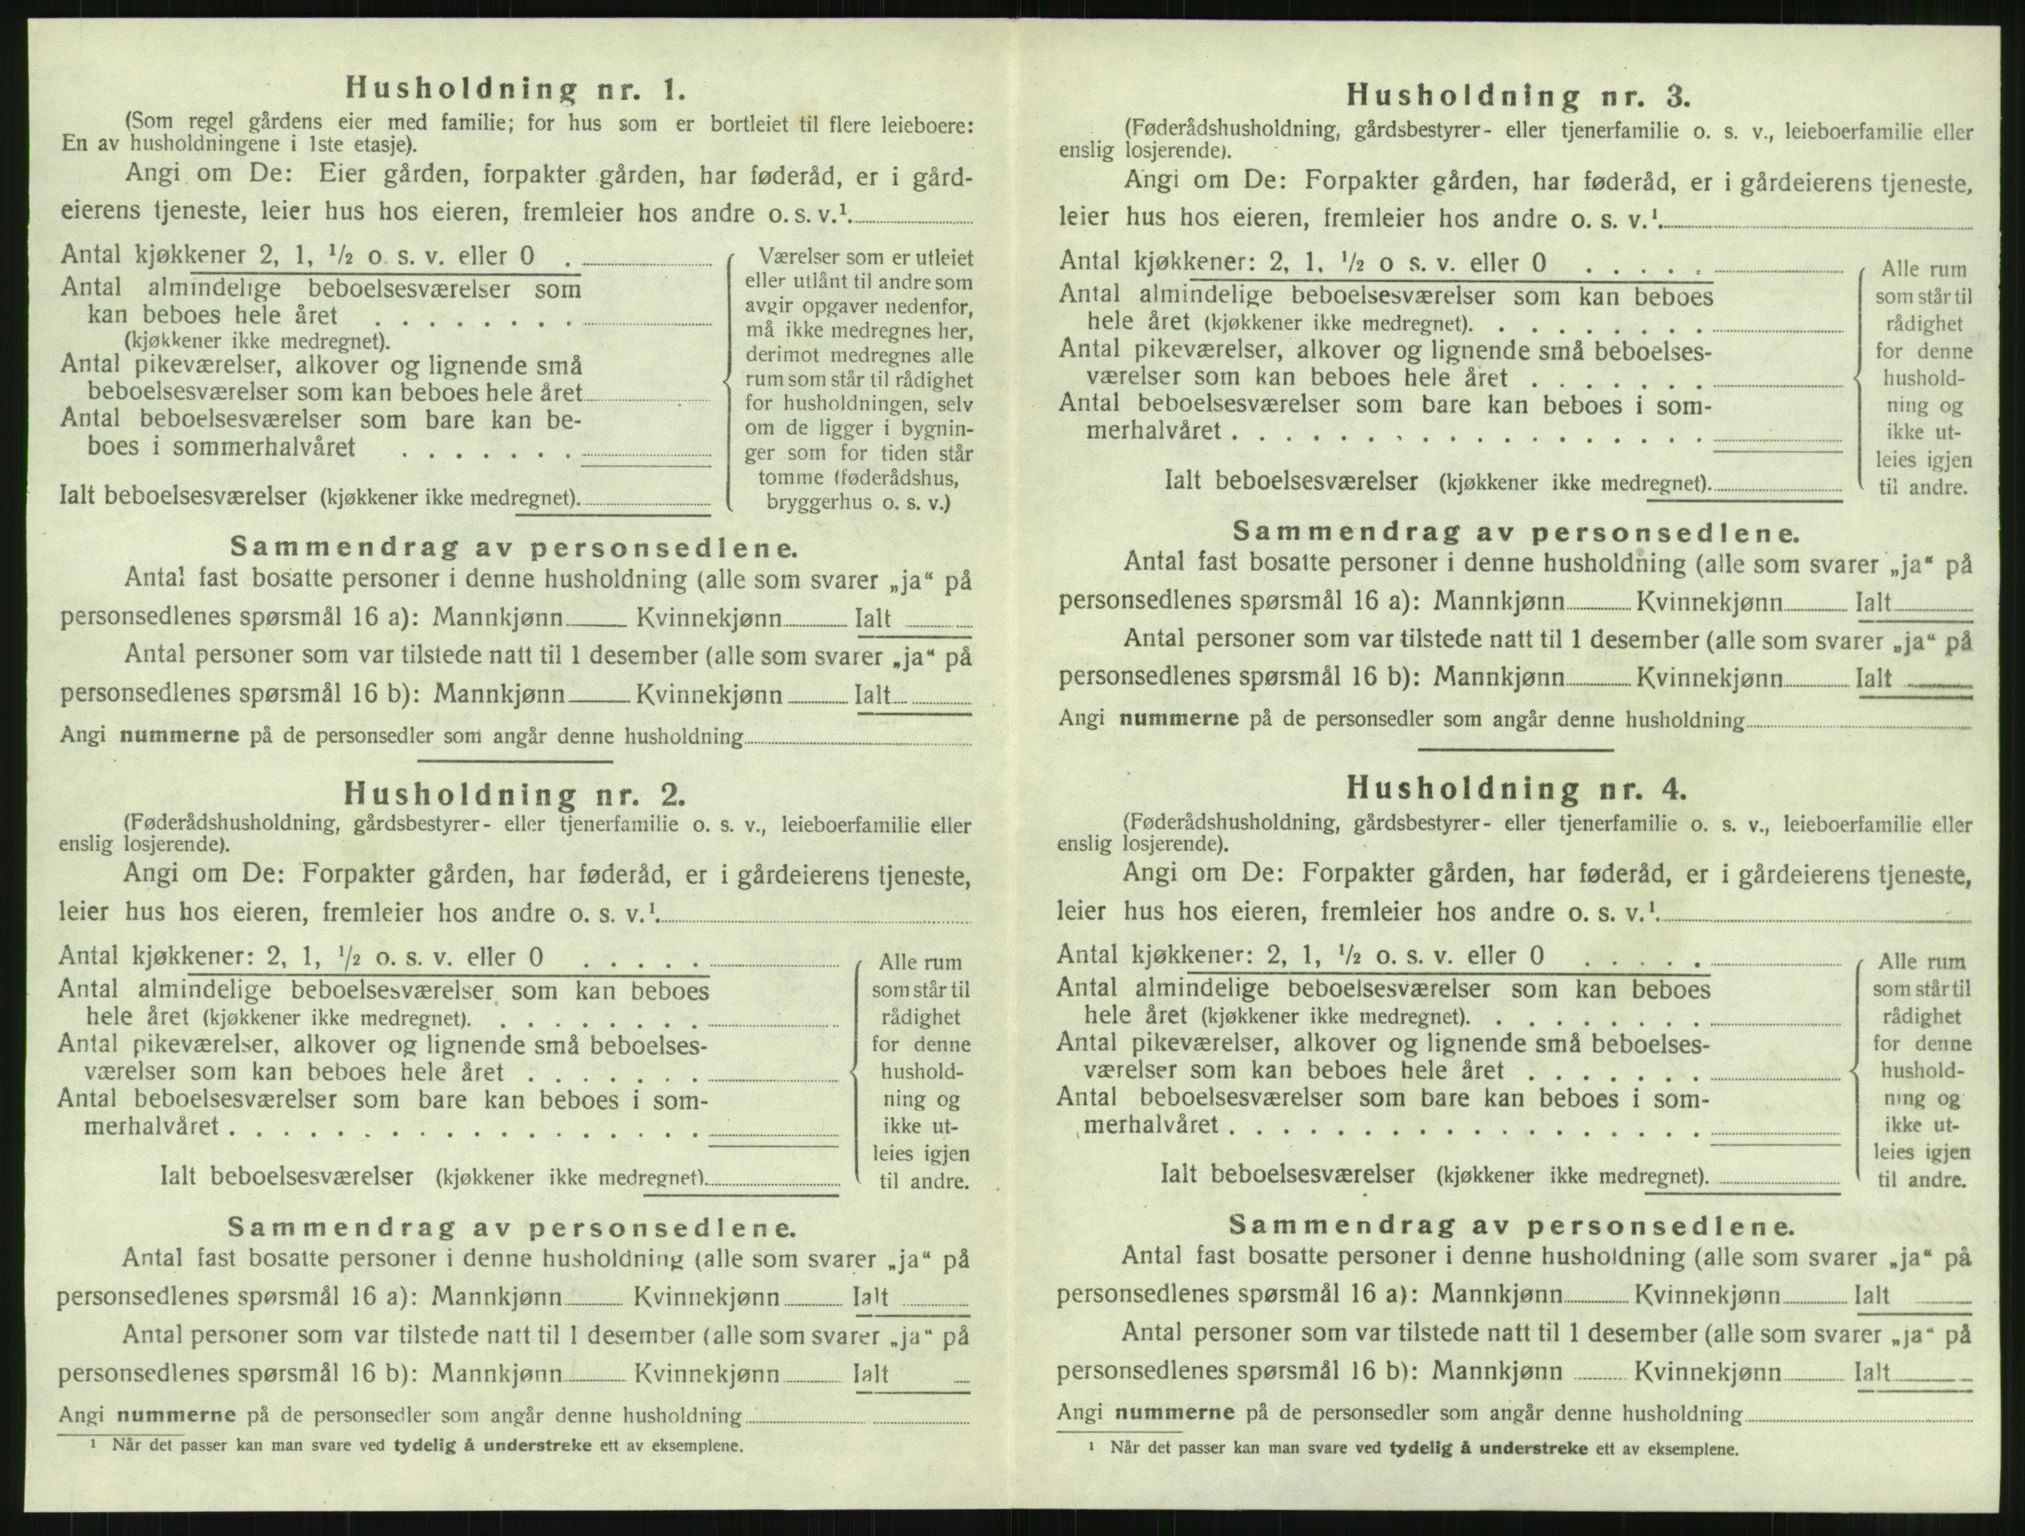 Husholdning nr. 1.
(Som regel gårdens eier med familie; for hus som er bortleiet til flere leieboere:
En av husholdningene i 1ste etasje).
Angi om De: Eier gården, forpakter gården, har føderåd, er i gård-
eierens tjeneste, leier hus hos eieren, fremleier hos andre o. s. v.¹.
Antal kjøkkener 2, 1, ½ o. s. v. eller 0 .
Antal almindelige beboelsesværelser som
kan beboes hele året . . . . . . . .
(kjøkkener ikke medregnet).
Antal pikeværelser, alkover og lignende små
beboelsesværelser som kan beboes hele året
Antal beboelsesværelser som bare kan be-
boes i sommerhalvåret . . . . . . .
Ialt beboelsesværelser (kjøkkener ikke medregnet).
Værelser som er utleiet
eller utlånt til andre som
avgir opgaver nedenfor,
må ikke medregnes her,
derimot medregnes alle
rum som står til rådighet
for husholdningen, selv
om de ligger i bygnin-
ger som for tiden står
tomme (føderådshus,
bryggerhus o. s. v.)
Sammendrag av personsedlene.
Antal fast bosatte personer i denne husholdning (alle som svarer „ja“ på
personsedlenes spørsmål 16 a): Mannkjønn Kvinnekjønn Ialt
Antal personer som var tilstede natt til 1 desember (alle som svarer „ja“ på
personsedlenes spørsmål 16 b): Mannkjønn Kvinnekjønn Ialt
Angi nummerne på de personsedler som angår denne husholdning
Husholdning nr. 2.
(Føderådshusholdning, gårdsbestyrer- eller tjenerfamilie o. s. v., leieboerfamilie eller
enslig losjerende).
Angi om De: Forpakter gården, har føderåd, er i gårdeierens tjeneste,
leier hus hos eieren, fremleier hos andre o. s. v.¹.
Antal kjøkkener: 2, 1, ½ o. s. v. eller 0 . . . . .
Antal almindelige beboelsesværelser som kan beboes
hele året (kjøkkener ikke medregnet). . . . . . . . .
Antal pikeværelser, alkover og lignende små beboelses-
værelser som kan beboes hele året . . . . . . .
Antal beboelsesværelser som bare kan beboes i som-
merhalvåret . . . . . . . . . . . . . . . . . .
Ialt beboelsesværelser (kjøkkener ikke medregnet).
Alle rum
som står til
rådighet
for denne
hushold-
ning og
ikke ut-
leies igjen
til andre.
Sammendrag av personsedlene.
Antal fast bosatte personer i denne husholdning (alle som svarer „ja“ på
personsedlenes spørsmål 16 a): Mannkjønn Kvinnekjønn Ialt
Antal personer som var tilstede natt til 1 desember (alle som svarer „ja“ på
personsedlenes spørsmål 16 b): Mannkjønn Kvinnekjønn Ialt
Angi nummerne på de personsedler som angår denne husholdning
¹ Når det passer kan man svare ved tydelig å understreke ett av eksemplene.
Husholdning nr. 3.
(Føderådshusholdning, gårdsbestyrer- eller tjenerfamilie o. s. v., leieboerfamilie eller
enslig losjerende).
Angi om De: Forpakter gården, har føderåd, er i gårdeierens tjeneste,
leier hus hos eieren, fremleier hos andre o. s. v.¹.
Antal kjøkkener: 2, 1, ½ o s. v. eller 0 . . . . .
Antal almindelige beboelsesværelser som kan beboes
hele året (kjøkkener ikke medregnet). . . . . . . . .
Antal pikeværelser, alkover og lignende små beboelses-
værelser som kan beboes hele året . . . . . . .
Antal beboelsesværelser som bare kan beboes i som-
merhalvåret . . . . . . . . . . . . . . . . . .
Ialt beboelsesværelser (kjøkkener ikke medregnet).
Alle rum
som står til
rådighet
for denne
hushold-
ning og
ikke ut-
leies igjen
til andre.
Sammendrag av personsedlene.
Antal fast bosatte personer i denne husholdning (alle som svarer „ja“ på
personsedlenes spørsmål 16 a): Mannkjønn Kvinnekjønn Ialt
Antal personer som var tilstede natt til 1 desember (alle som svarer „ja“ på
personsedlenes spørsmål 16 b): Mannkjønn Kvinnekjønn Ialt
Angi nummerne på de personsedler som angår denne husholdning
Husholdning nr. 4.
(Føderådshusholdning, gårdsbestyrer- eller tjenerfamilie o. s. v., leieboerfamilie eller
enslig losjerende).
Angi om De: Forpakter gården, har føderåd, er i gårdeierens tjeneste,
leier hus hos eieren, fremleier hos andre o. s. v.¹.
Antal kjøkkener: 2, 1, ½ o. s. v. eller 0 . . . . .
Antal almindelige beboelsesværelser som kan beboes
hele året (kjøkkener ikke medregnet). . . . . . . . .
Antal pikeværelser, alkover og lignende små beboelses-
værelser som kan beboes hele året . . . . . . .
Antal beboelsesværelser som bare kan beboes i som-
merhalvåret . . . . . . . . . . . . . . . . . .
Ialt beboelsesværelser (kjøkkener ikke medregnet).
Alle rum
som står til
rådighet
for denne
hushold-
ning og
ikke ut-
leies igjen
til andre.
Sammendrag av personsedlene.
Antal fast bosatte personer i denne husholdning (alle som svarer „ja“ på
personsedlenes spørsmål 16 a): Mannkjønn Kvinnekjønn Ialt
Antal personer som var tilstede natt til 1 desember (alle som svarer „ja“ på
personsedlenes spørsmål 16 b): Mannkjønn Kvinnekjønn Ialt
Angi nummerne på de personsedler som angår denne husholdning
¹ Når det passer kan man svare ved tydelig å understreke ett av eksemplene.